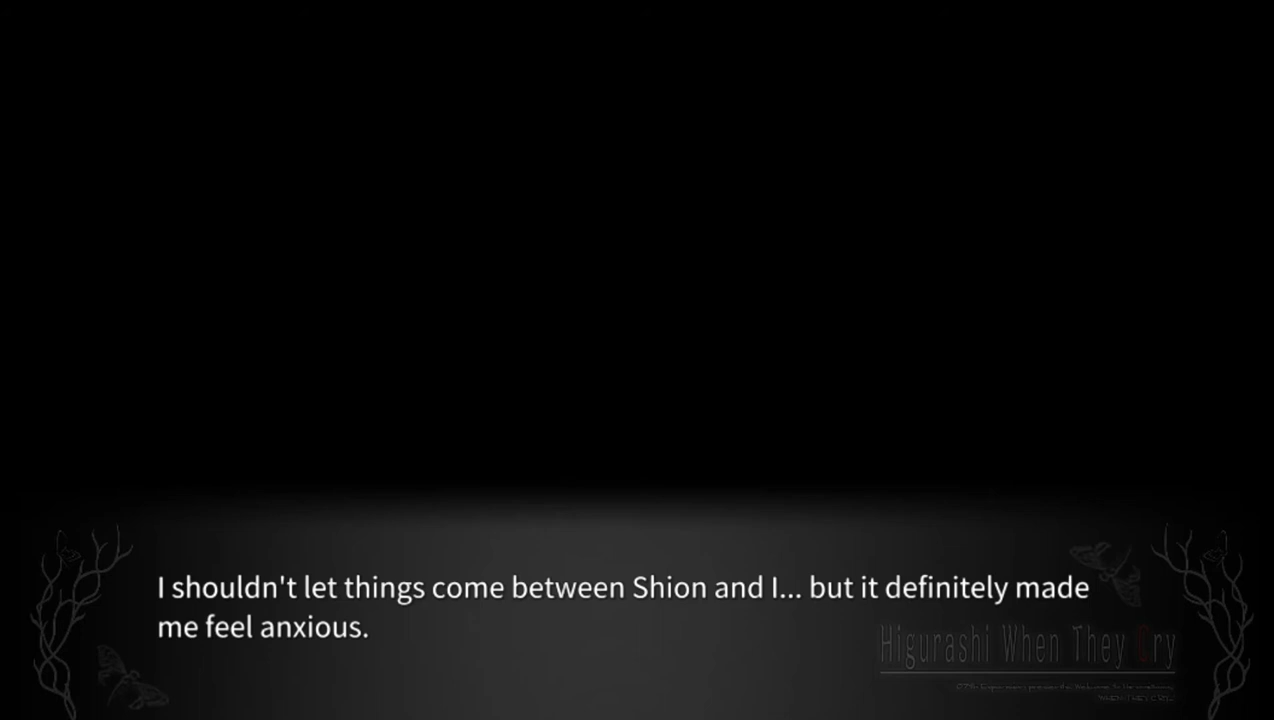 I shouldn't let things come between Shion and I... but it definitely made
me feel anxious.
Higurashi When They Cry